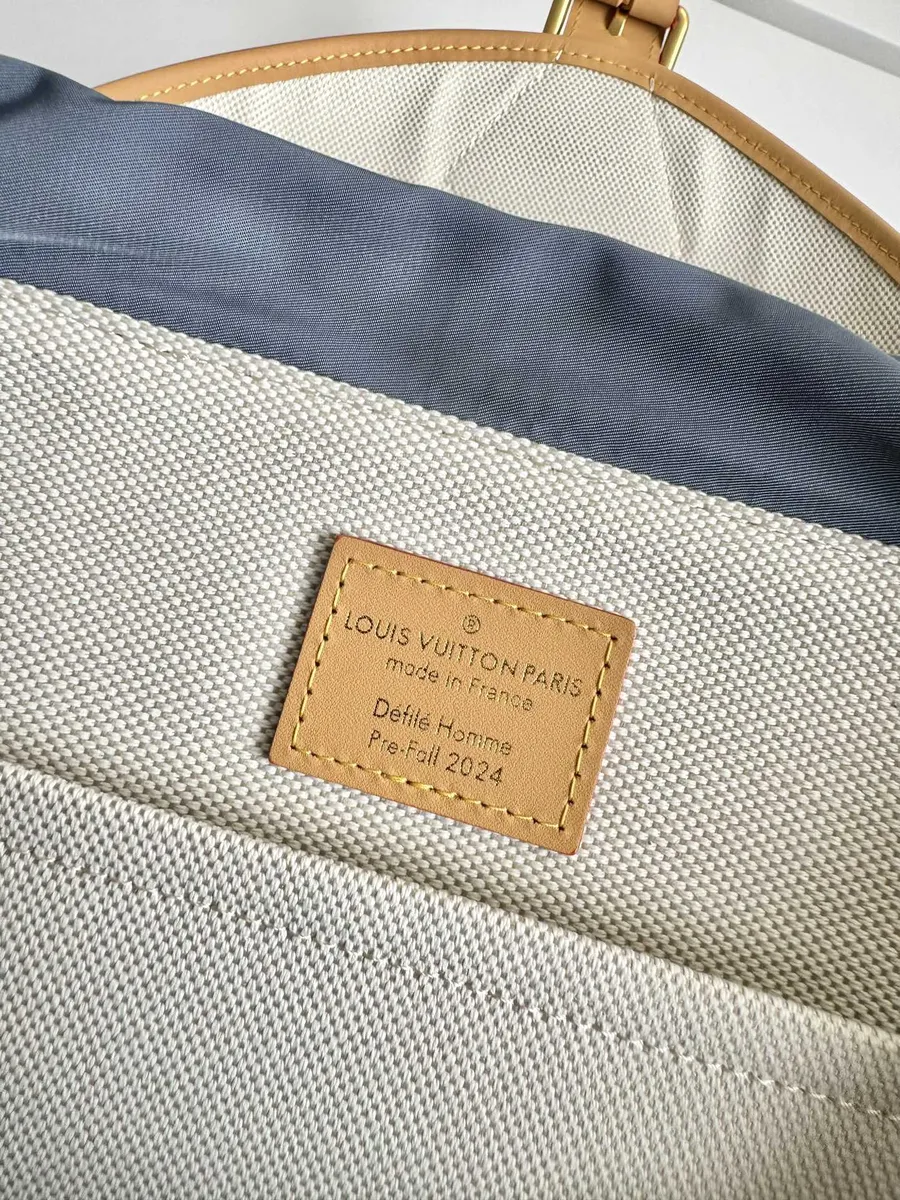 ®
LOUIS VUITTON PARIS
made in France
Défilé Homme
Pre-Fall 2024